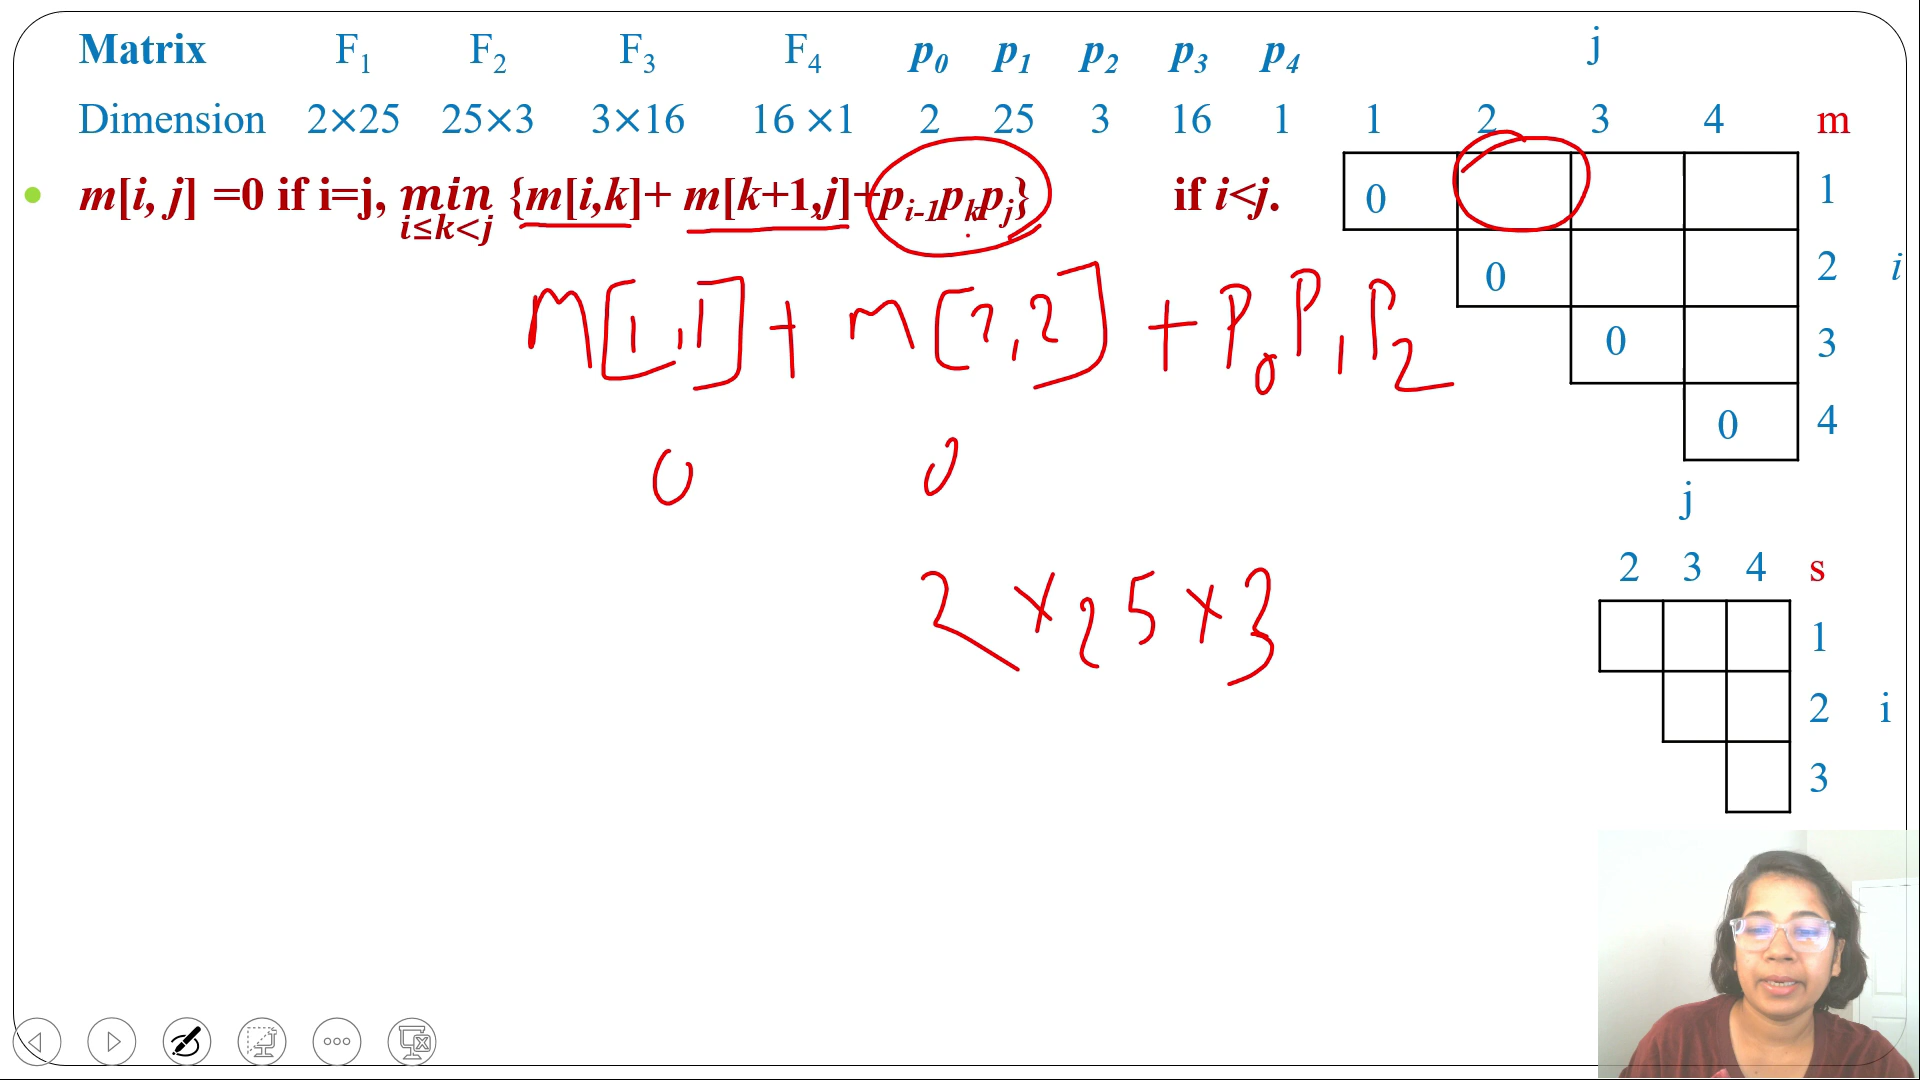 Matrix F1 F2 F3 F4 p0 p1 p2 p3 p4 j
Dimension 2×25 25×3 3×16 16 ×1 2 25 3 16 1 1 2 3 4 m
m[i, j] =0 if i=j, min {m[i,k]+ m[k+1,j]+pi-1pkpj} if i<j.
i≤k<j
0 1
0 2 i
0 3
0 4
m[1,1] + m[2,2] + P0P1P2
0 0
2×25×3
j
2 3 4 s
1
2 i
3